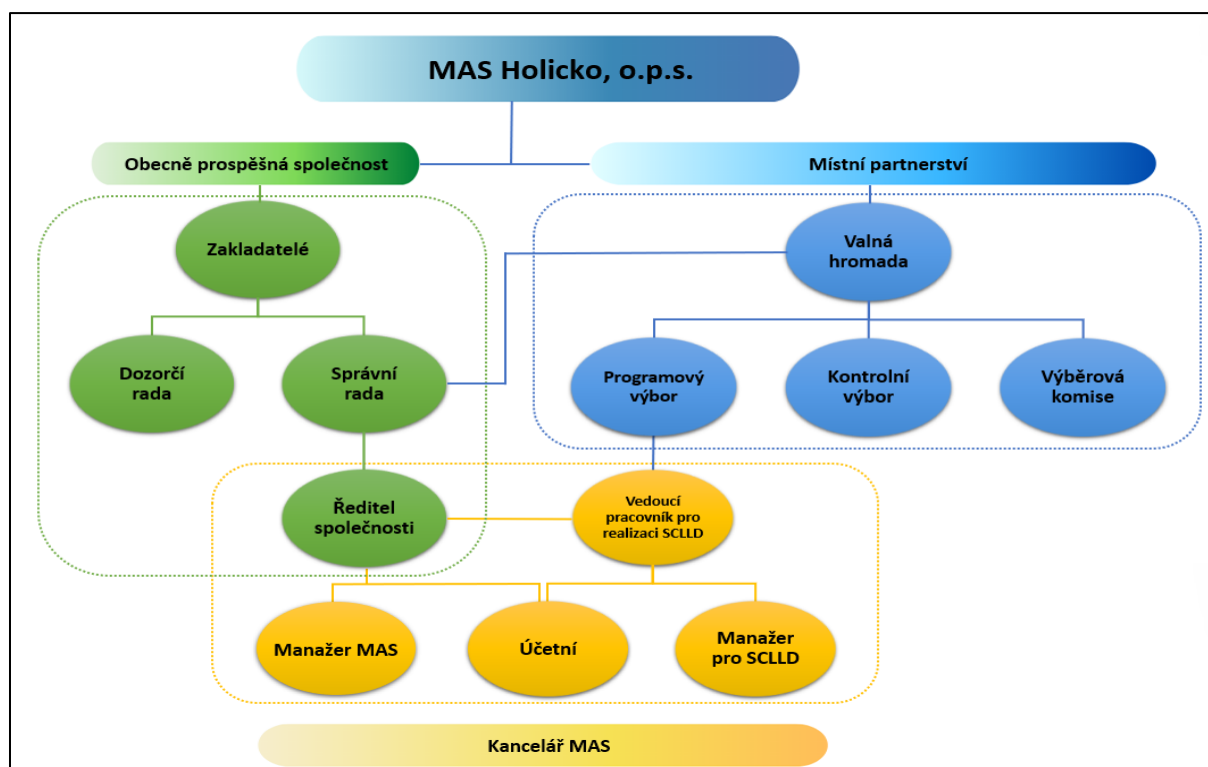 MAS Holicko, o.p.s.
Obecně prospěšná společnost
Místní partnerství
Zakladatelé
Valná
hromada
Dozorčí
rada
Správní
rada
Programový
výbor
Kontrolní
výbor
Výběrová
komise
Ředitel
společnosti
Vedoucí
pracovník pro
realizaci SCLLD
Manažer MAS
Účetní
Manažer
pro SCLLD
Kancelář MAS